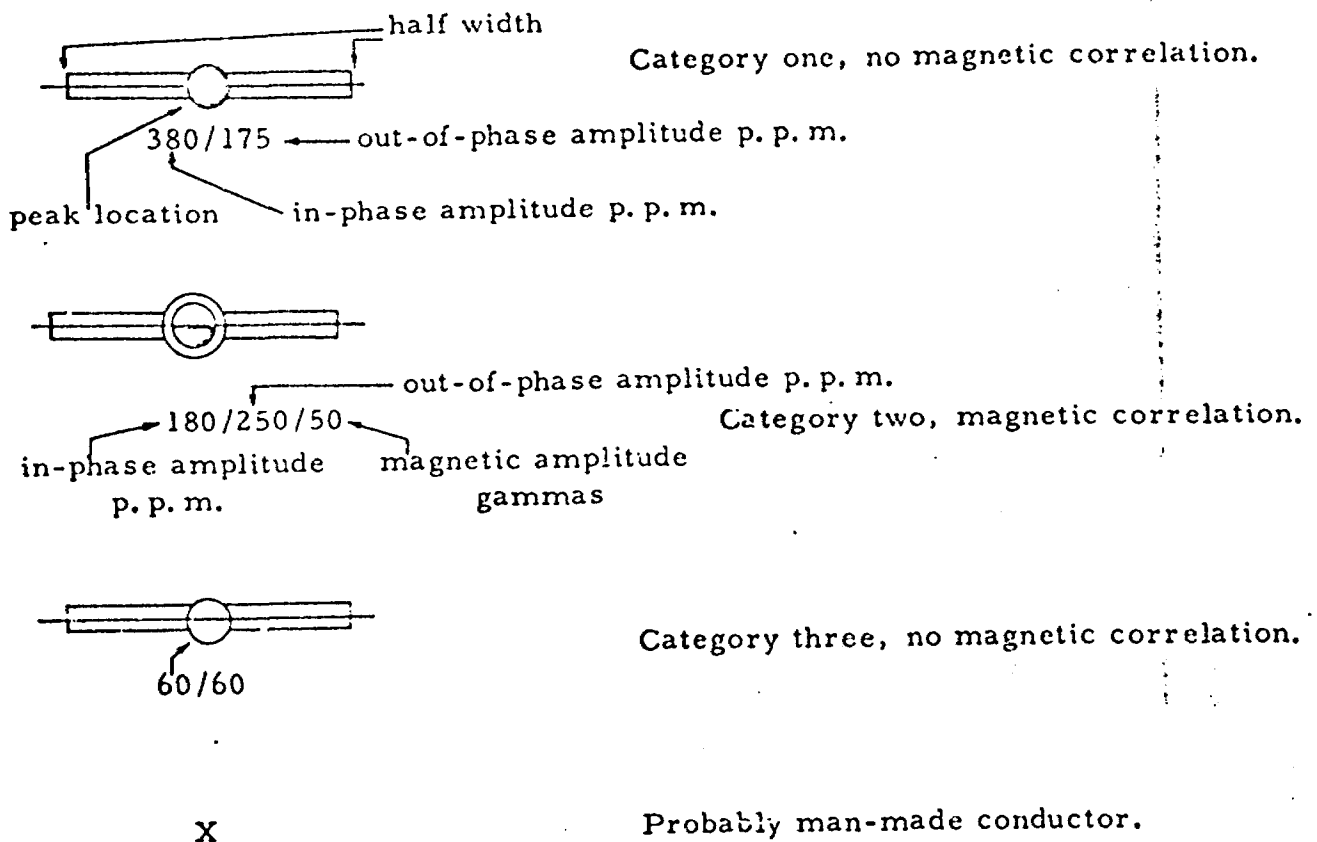 half width
Category one, no magnetic correlation.
380/175 out-of-phase amplitude p. p. m.
peak location in-phase amplitude p. p. m.
out-of-phase amplitude p. p. m.
180/250/50 Category two, magnetic correlation.
in-phase amplitude magnetic amplitude
p. p. m. gammas
Category three, no magnetic correlation.
60/60
X Probably man-made conductor.